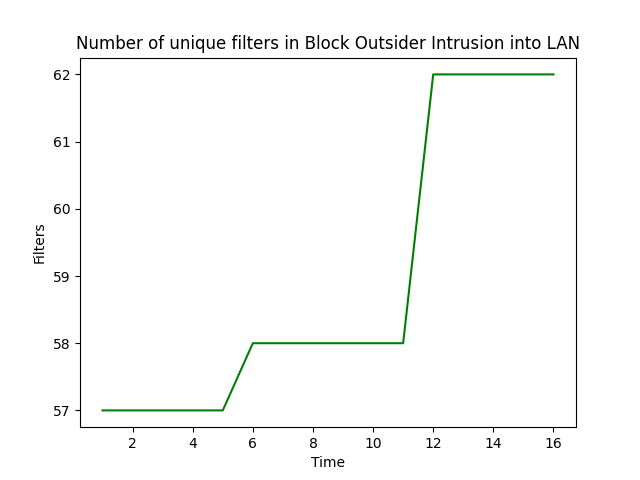 Number of unique filters in Block Outsider Intrusion into LAN
62
61
60
59
58
57
Filters
2 4 6 8 10 12 14 16
Time